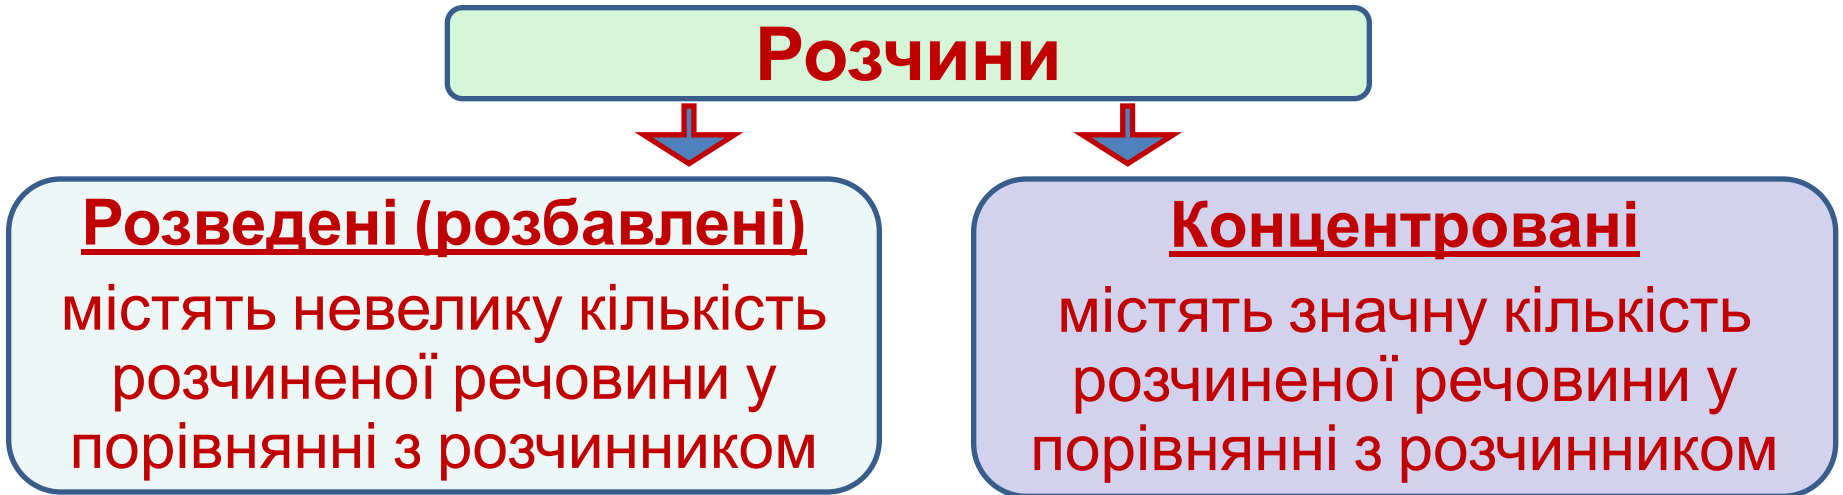 Розчини
Розведені (розбавлені)
містять невелику кількість
розчиненої речовини у
порівнянні з розчинником
Концентровані
містять значну кількість
розчиненої речовини у
порівнянні з розчинником